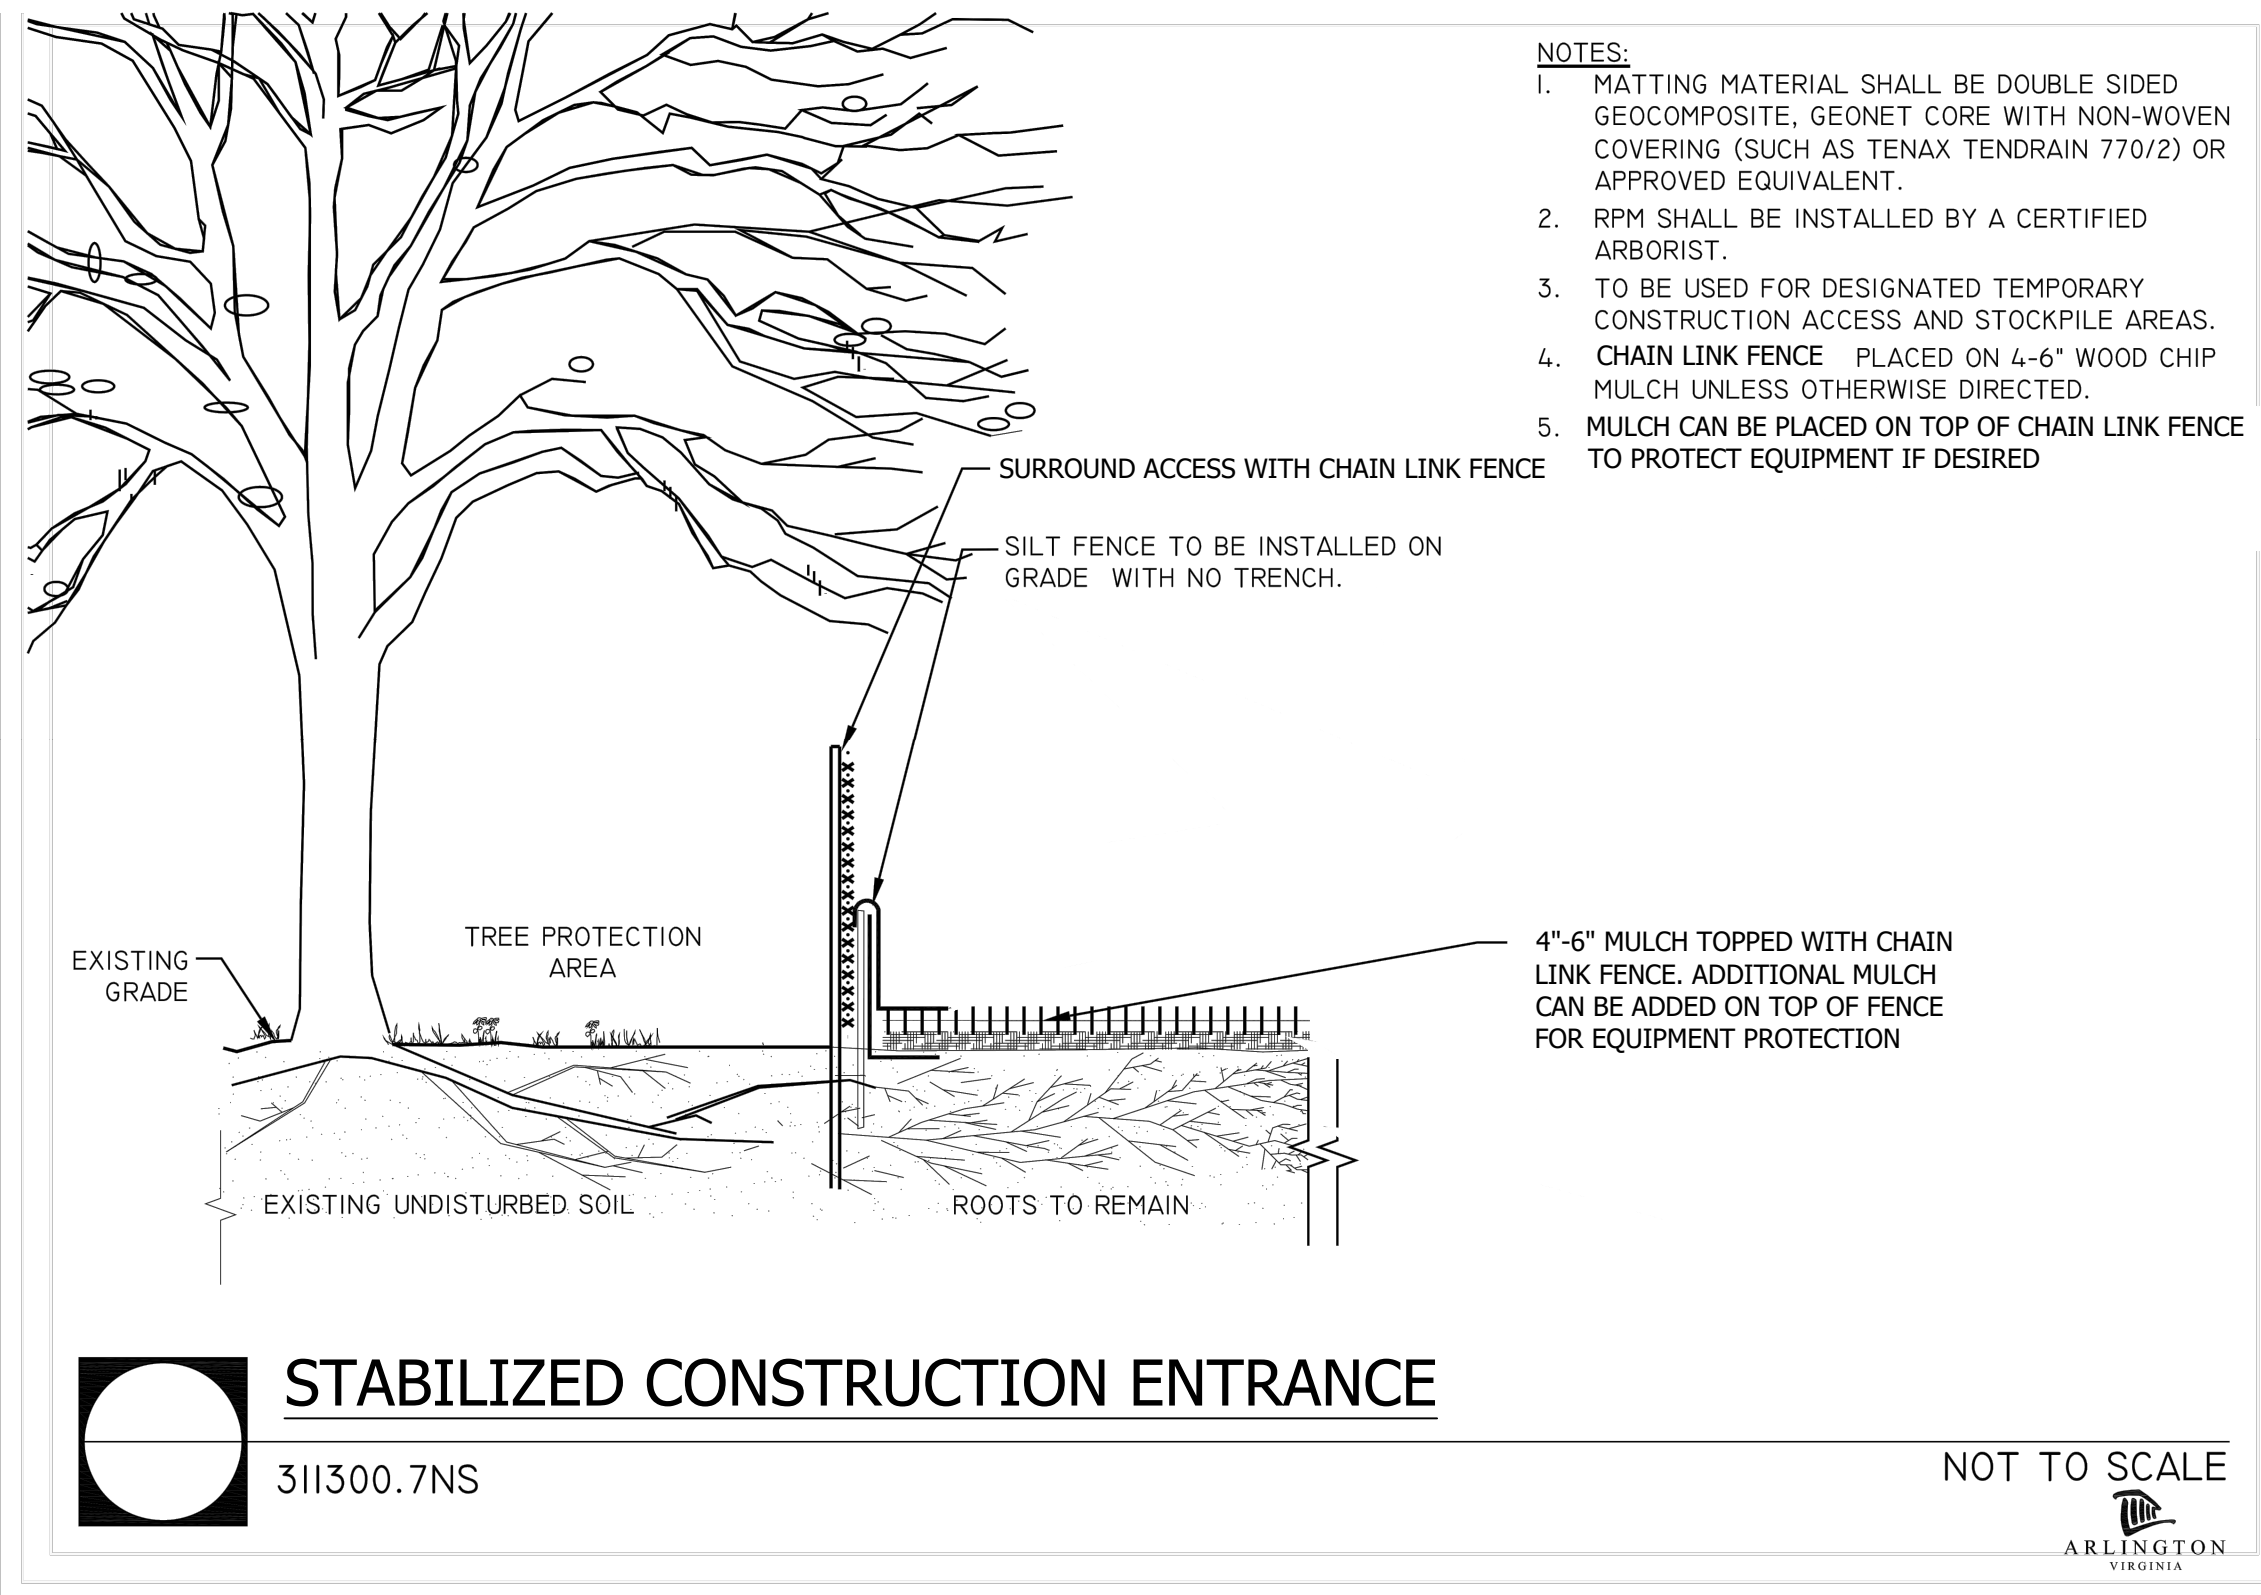 NOTES:
1. MATTING MATERIAL SHALL BE DOUBLE SIDED
GEOCOMPOSITE, GEONET CORE WITH NON-WOVEN
COVERING (SUCH AS TENAX TENDRAIN 770/2) OR
APPROVED EQUIVALENT.
2. RPM SHALL BE INSTALLED BY A CERTIFIED
ARBORIST.
3. TO BE USED FOR DESIGNATED TEMPORARY
CONSTRUCTION ACCESS AND STOCKPILE AREAS.
4. CHAIN LINK FENCE PLACED ON 4-6" WOOD CHIP
MULCH UNLESS OTHERWISE DIRECTED.
5. MULCH CAN BE PLACED ON TOP OF CHAIN LINK FENCE
TO PROTECT EQUIPMENT IF DESIRED
SURROUND ACCESS WITH CHAIN LINK FENCE
SILT FENCE TO BE INSTALLED ON
GRADE WITH NO TRENCH.
TREE PROTECTION
AREA
EXISTING
GRADE
4"-6" MULCH TOPPED WITH CHAIN
LINK FENCE. ADDITIONAL MULCH
CAN BE ADDED ON TOP OF FENCE
FOR EQUIPMENT PROTECTION
EXISTING UNDISTURBED SOIL
ROOTS TO REMAIN
STABILIZED CONSTRUCTION ENTRANCE
311300.7NS
NOT TO SCALE
ARLINGTON
VIRGINIA